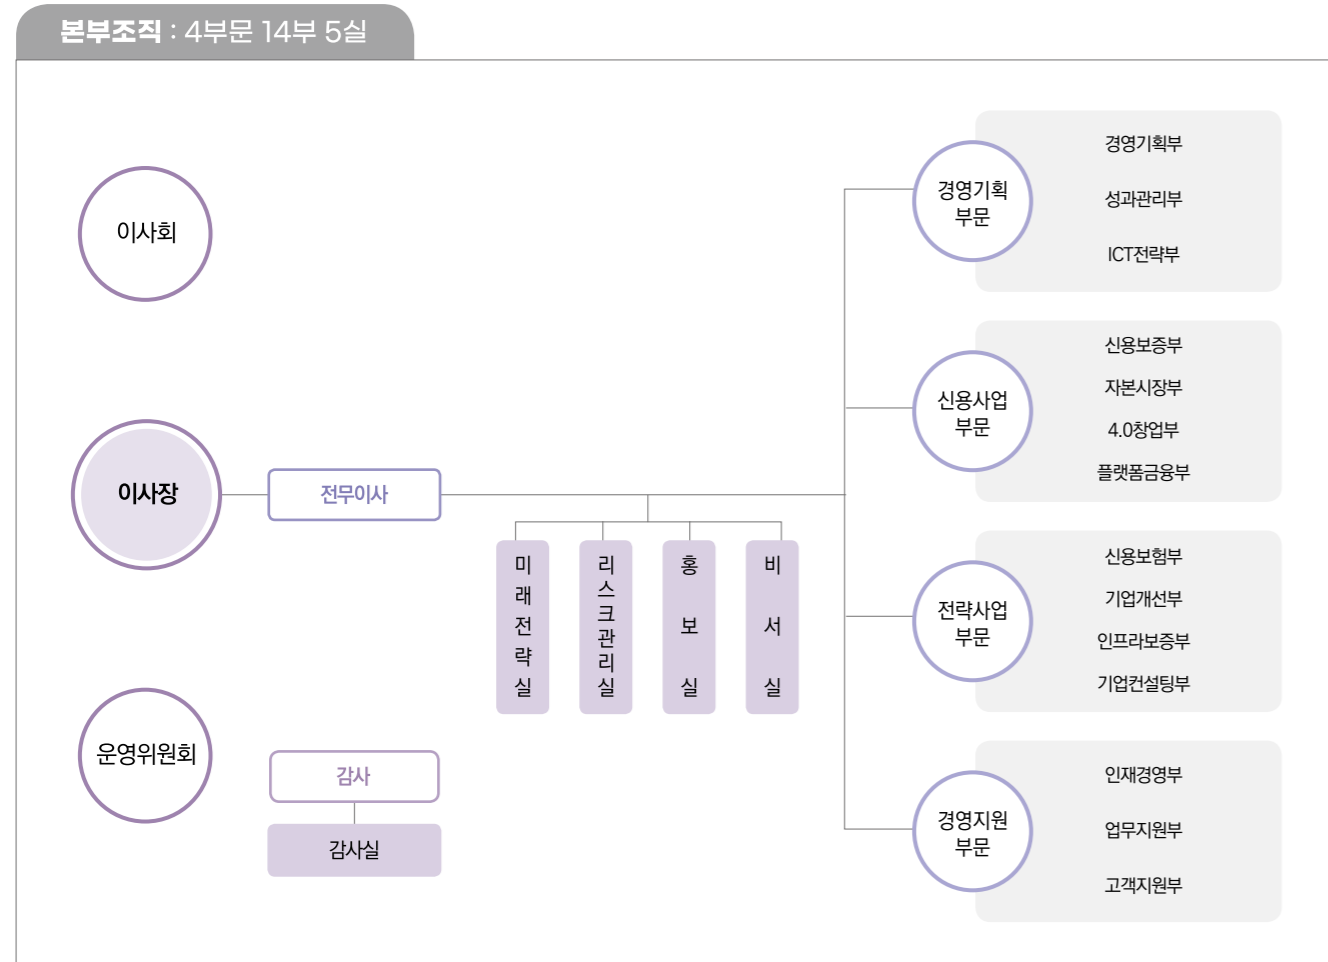 본부조직 : 4부문 14부 5실
이사회
이사장
전무이사
미래전략실
리스크관리실
홍보실
비서실
운영위원회
감사
감사실
경영기획
부문
경영기획부
성과관리부
ICT전략부
신용사업
부문
신용보증부
자본시장부
4.0창업부
플랫폼금융부
전략사업
부문
신용보험부
기업개선부
인프라보증부
기업컨설팅부
경영지원
부문
인재경영부
업무지원부
고객지원부